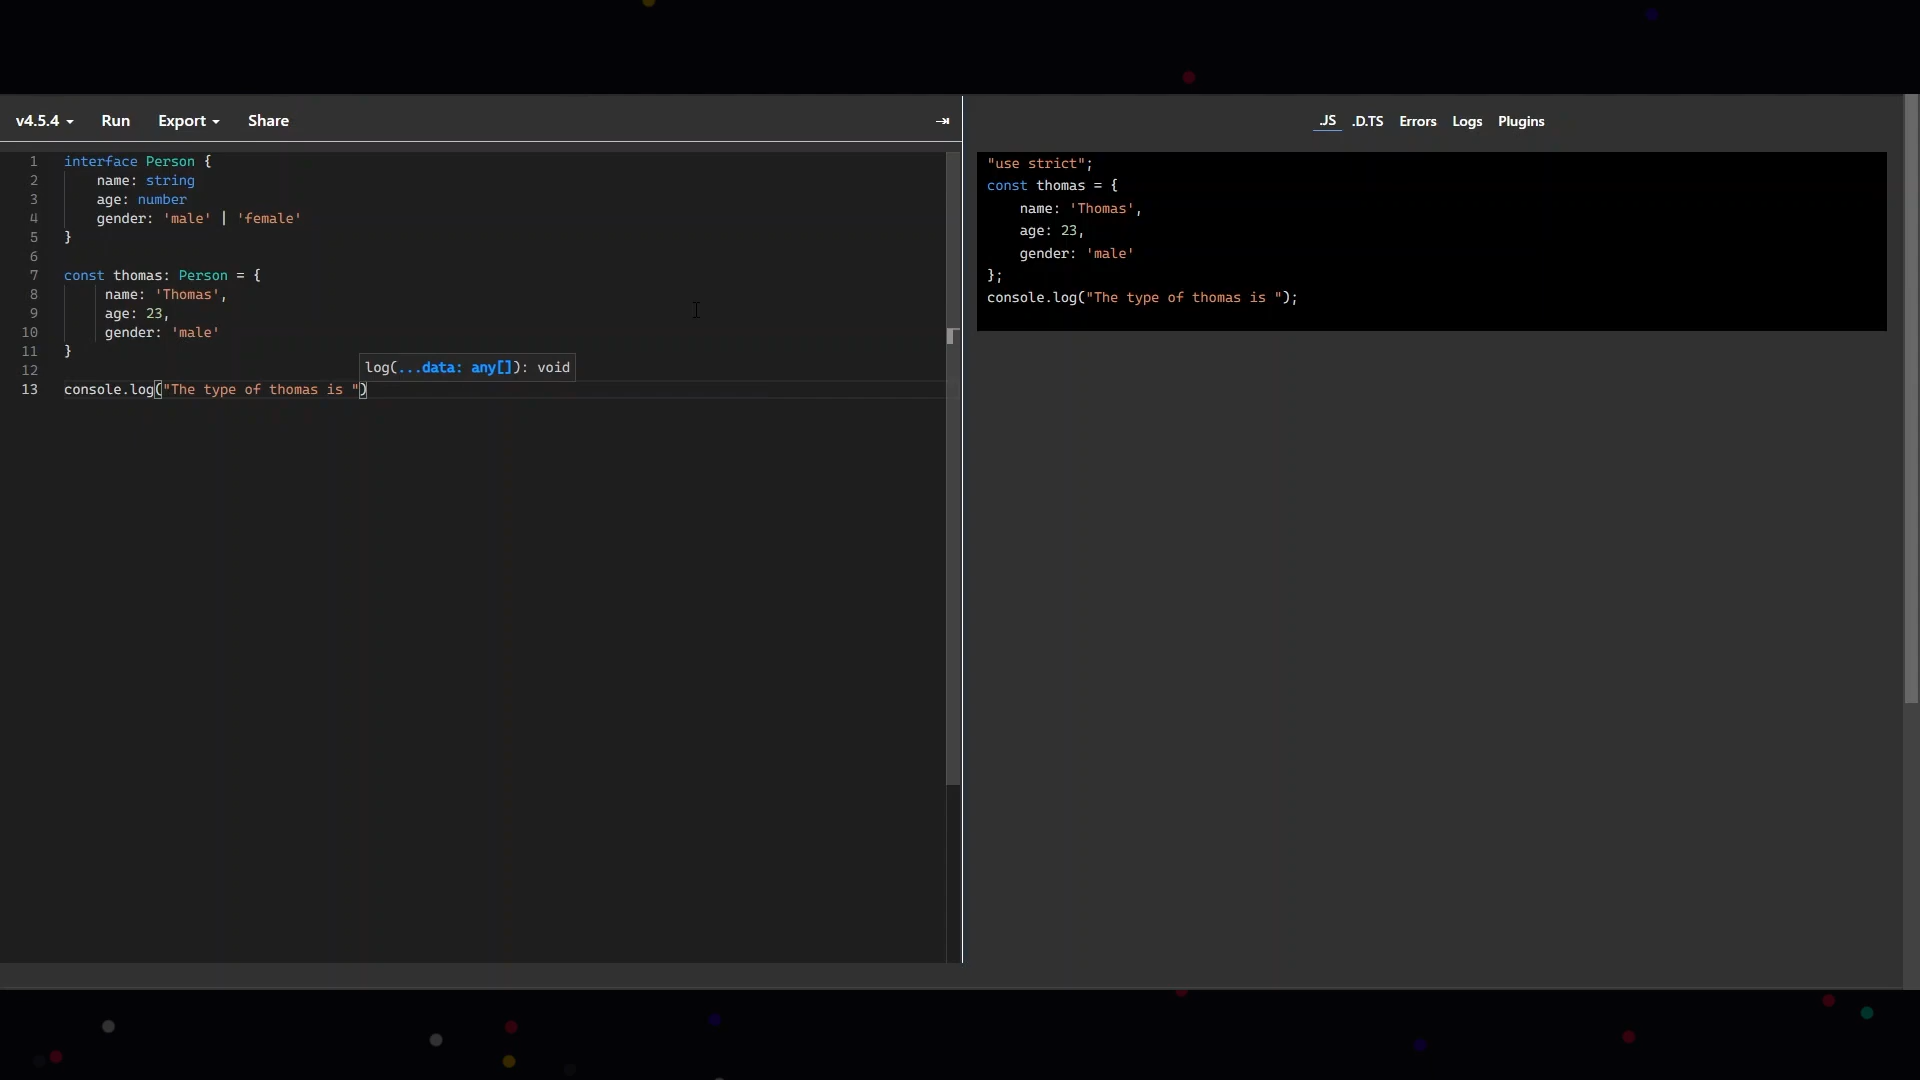 v4.5.4 Run Export Share
1 interface Person {
2 name: string
3 age: number
4 gender: 'male' | 'female'
5 }
6
7 const thomas: Person = {
8 name: 'Thomas',
9 age: 23,
10 gender: 'male'
11 }
12
log(...data: any[]): void
13 console.log("The type of thomas is ")
.JS .D.TS Errors Logs Plugins
"use strict";
const thomas = {
name: 'Thomas',
age: 23,
gender: 'male'
};
console.log("The type of thomas is ");